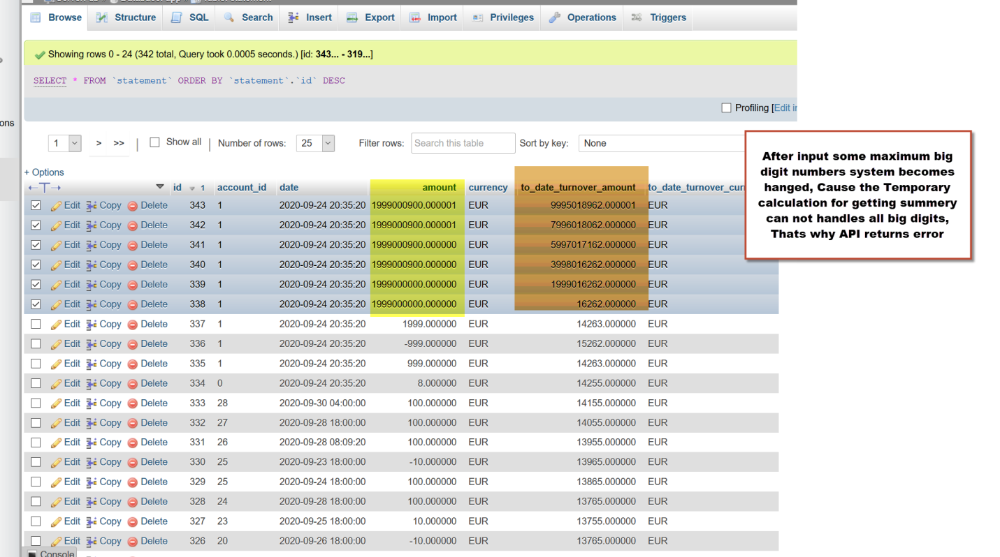 Browse Structure SQL Search Insert Export Import Privileges Operations Triggers
Showing rows 0 - 24 (342 total, Query took 0.0005 seconds.) [id: 343... - 319...]
SELECT * FROM `statement` ORDER BY `statement`.`id` DESC
Profiling [Edit in
ons
1 > >> | Show all | Number of rows: 25 Filter rows: Search this table Sort by key: None
+ Options
←T→ id 1 account_id date amount currency to_date_turnover_amount to_date_turnover_curr
Edit Copy Delete 343 1 2020-09-24 20:35:20 1999000900.000001 EUR 9995018962.000001 EUR
Edit Copy Delete 342 1 2020-09-24 20:35:20 1999000900.000001 EUR 7996018062.000000 EUR
Edit Copy Delete 341 1 2020-09-24 20:35:20 1999000900.000000 EUR 5997017162.000000 EUR
Edit Copy Delete 340 1 2020-09-24 20:35:20 1999000900.000000 EUR 3998016262.000000 EUR
Edit Copy Delete 339 1 2020-09-24 20:35:20 1999000000.000000 EUR 1999016262.000000 EUR
Edit Copy Delete 338 1 2020-09-24 20:35:20 1999000000.000000 EUR 16262.000000 EUR
Edit Copy Delete 337 1 2020-09-24 20:35:20 1999.000000 EUR 14263.000000 EUR
Edit Copy Delete 336 1 2020-09-24 20:35:20 -999.000000 EUR 15262.000000 EUR
Edit Copy Delete 335 1 2020-09-24 20:35:20 999.000000 EUR 14263.000000 EUR
Edit Copy Delete 334 0 2020-09-24 20:35:20 8.000000 EUR 14255.000000 EUR
Edit Copy Delete 333 28 2020-09-30 04:00:00 100.000000 EUR 14155.000000 EUR
Edit Copy Delete 332 27 2020-09-28 18:00:00 100.000000 EUR 14055.000000 EUR
Edit Copy Delete 331 26 2020-09-28 08:09:20 100.000000 EUR 13955.000000 EUR
Edit Copy Delete 330 25 2020-09-23 18:00:00 -10.000000 EUR 13965.000000 EUR
Edit Copy Delete 329 25 2020-09-24 18:00:00 100.000000 EUR 13865.000000 EUR
Edit Copy Delete 328 24 2020-09-28 18:00:00 100.000000 EUR 13765.000000 EUR
Edit Copy Delete 327 23 2020-09-25 18:00:00 10.000000 EUR 13755.000000 EUR
Edit Copy Delete 326 20 2020-09-26 18:00:00 -10.000000 EUR 13765.000000 EUR
Console
After input some maximum big
digit numbers system becomes
hanged, Cause the Temporary
calculation for getting summery
can not handles all big digits,
Thats why API returns error